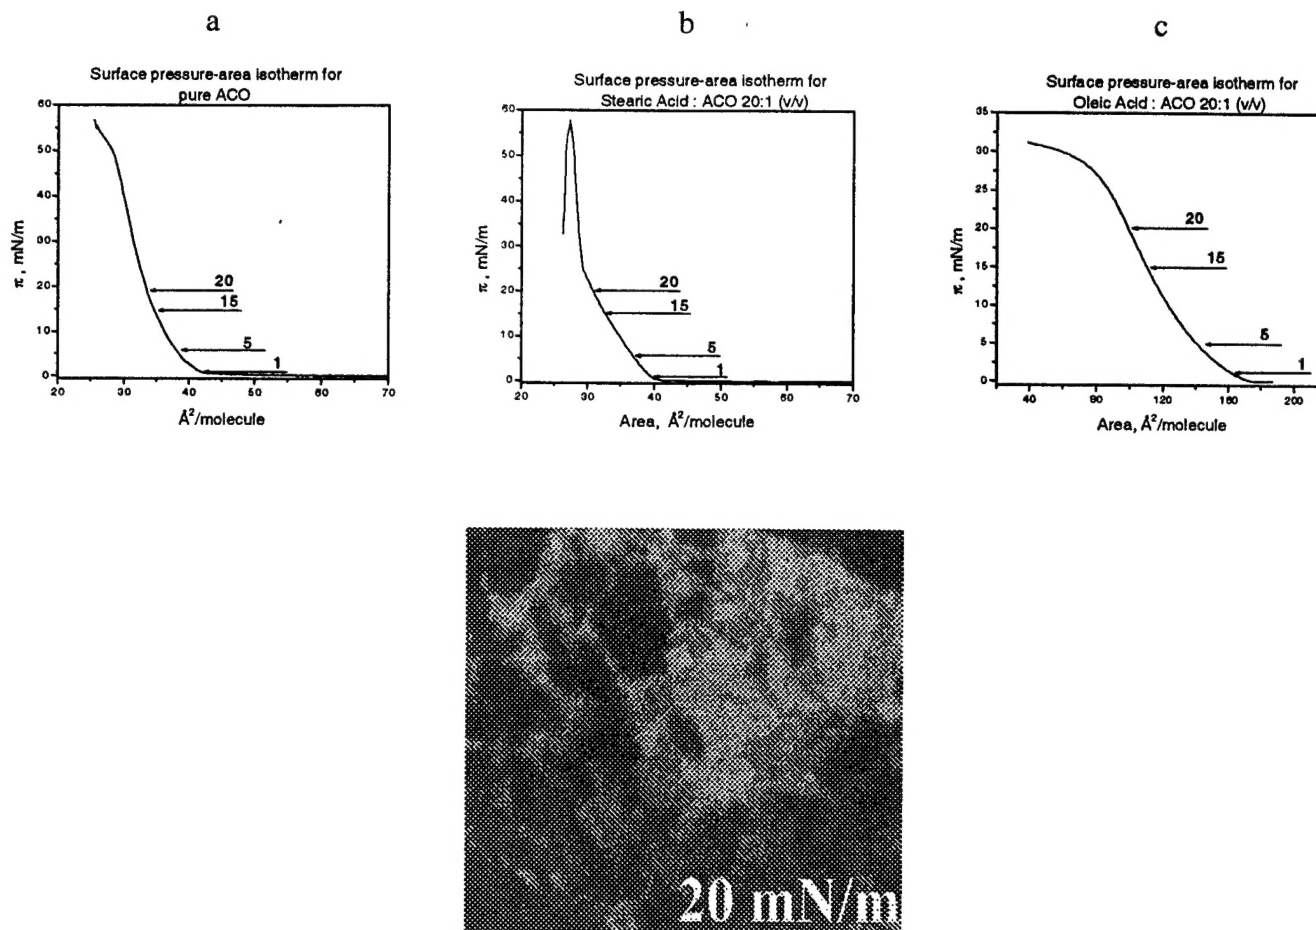 a
b
c
Surface pressure-area isotherm for
pure ACO
60
50
40
30
20
10
0
π , mN/m
20
15
5
1
20 30 40 50 60 70
Å²/molecule
Surface pressure-area isotherm for
Stearic Acid : ACO 20:1 (v/v)
60
50
40
30
20
10
0
π , mN/m
20
15
5
1
20 30 40 50 60 70
Area, Å²/molecule
Surface pressure-area isotherm for
Oleic Acid : ACO 20:1 (v/v)
35
30
25
20
15
10
5
0
π, mN/m
20
15
5
1
40 80 120 160 200
Area, Å²/molecule
20 mN/m